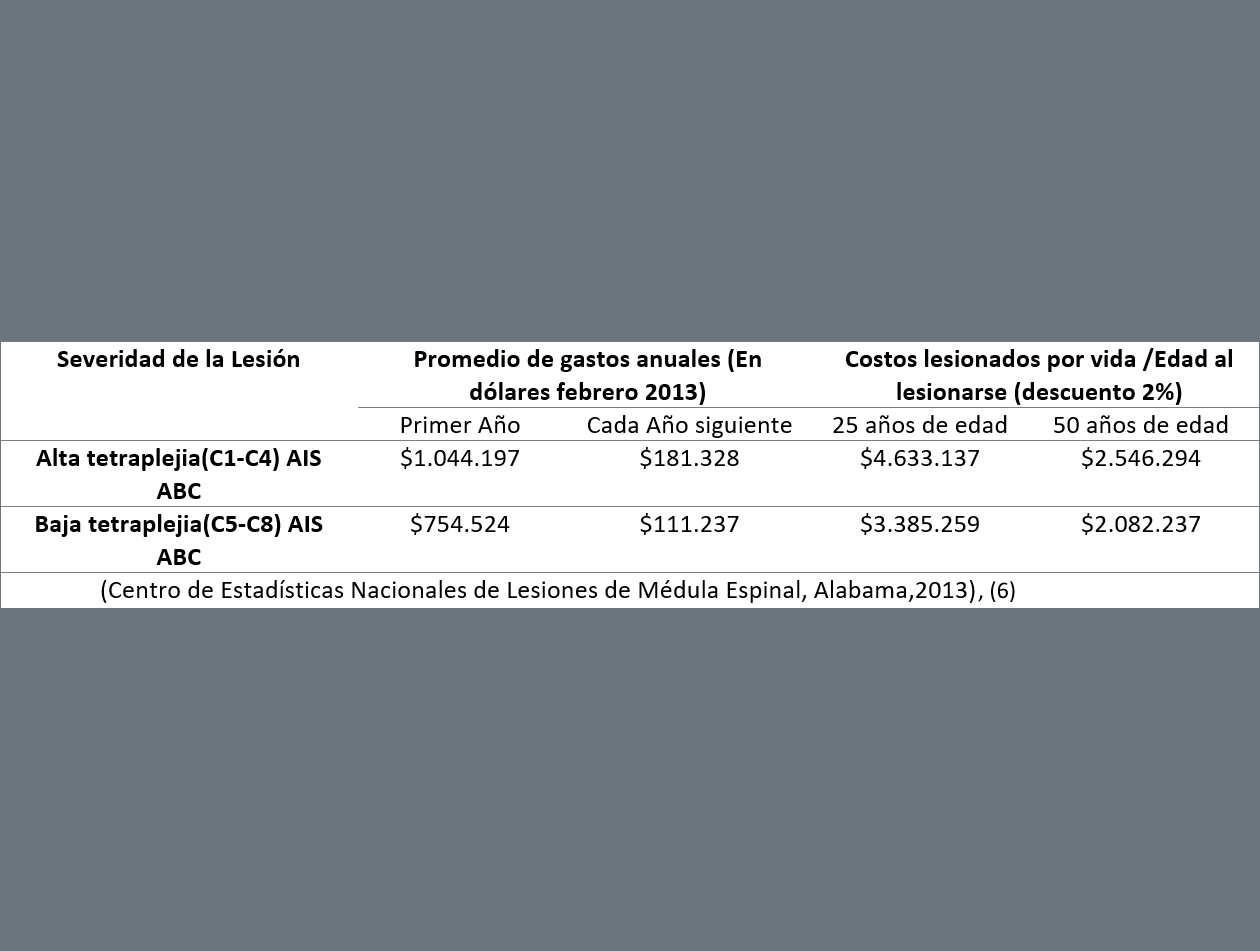 Severidad de la Lesión
Promedio de gastos anuales (En
dólares febrero 2013)
Costos lesionados por vida /Edad al
lesionarse (descuento 2%)
Primer Año
Cada Año siguiente
25 años de edad
50 años de edad
Alta tetraplejia(C1-C4) AIS
ABC
$1.044.197
$181.328
$4.633.137
$2.546.294
Baja tetraplejia(C5-C8) AIS
ABC
$754.524
$111.237
$3.385.259
$2.082.237
(Centro de Estadísticas Nacionales de Lesiones de Médula Espinal, Alabama,2013), (6)